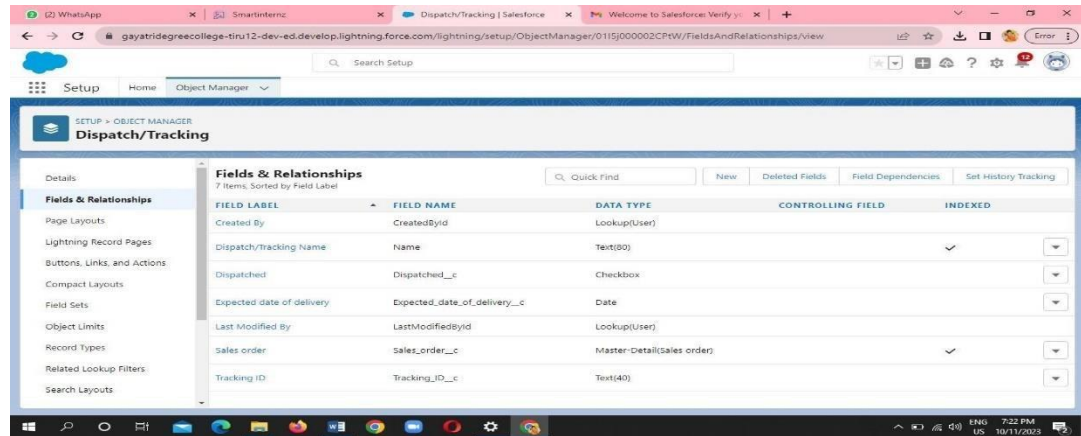 (2) WhatsApp
Smartinternz
Dispatch/Tracking | Salesforce
Welcome to Salesforce: Verify yo
gayatridegreecollege-tiru12-dev-ed.develop.lightning.force.com/lightning/setup/ObjectManager/01I5j000002CPtW/FieldsAndRelationships/view
Error
Search Setup
12
Setup Home Object Manager
SETUP > OBJECT MANAGER
Dispatch/Tracking
Details
Fields & Relationships
Page Layouts
Lightning Record Pages
Buttons, Links, and Actions
Compact Layouts
Field Sets
Object Limits
Record Types
Related Lookup Filters
Search Layouts
Fields & Relationships
7 Items, Sorted by Field Label
Quick Find New Deleted Fields Field Dependencies Set History Tracking
FIELD LABEL FIELD NAME DATA TYPE CONTROLLING FIELD INDEXED
Created By CreatedById Lookup(User)
Dispatch/Tracking Name Name Text(80)
Dispatched Dispatched__c Checkbox
Expected date of delivery Expected_date_of_delivery__c Date
Last Modified By LastModifiedById Lookup(User)
Sales order Sales_order__c Master-Detail(Sales order)
Tracking ID Tracking_ID__c Text(40)
ENG 7:22 PM
US 10/11/2023
2